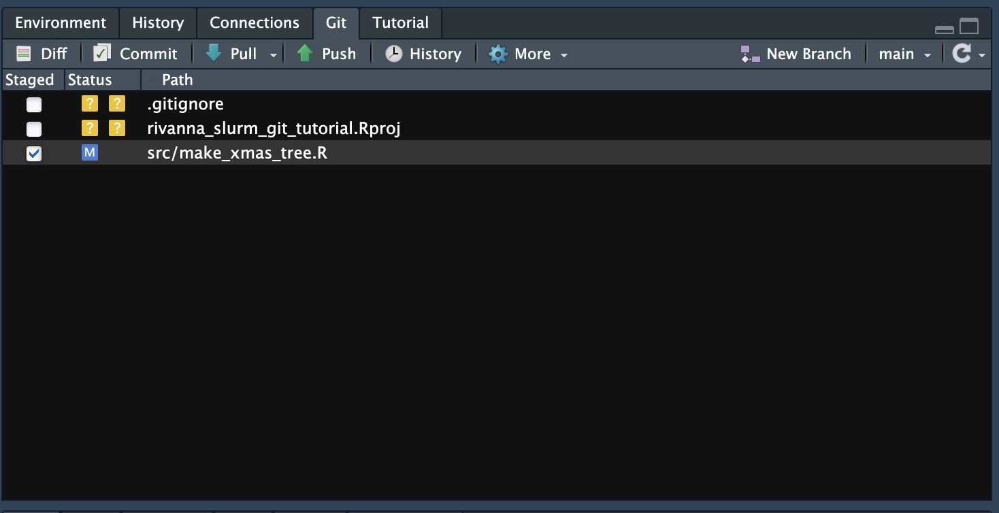 Environment History Connections Git Tutorial
Diff Commit Pull Push History More New Branch main
Staged Status Path
? ? .gitignore
? ? rivanna_slurm_git_tutorial.Rproj
M src/make_xmas_tree.R